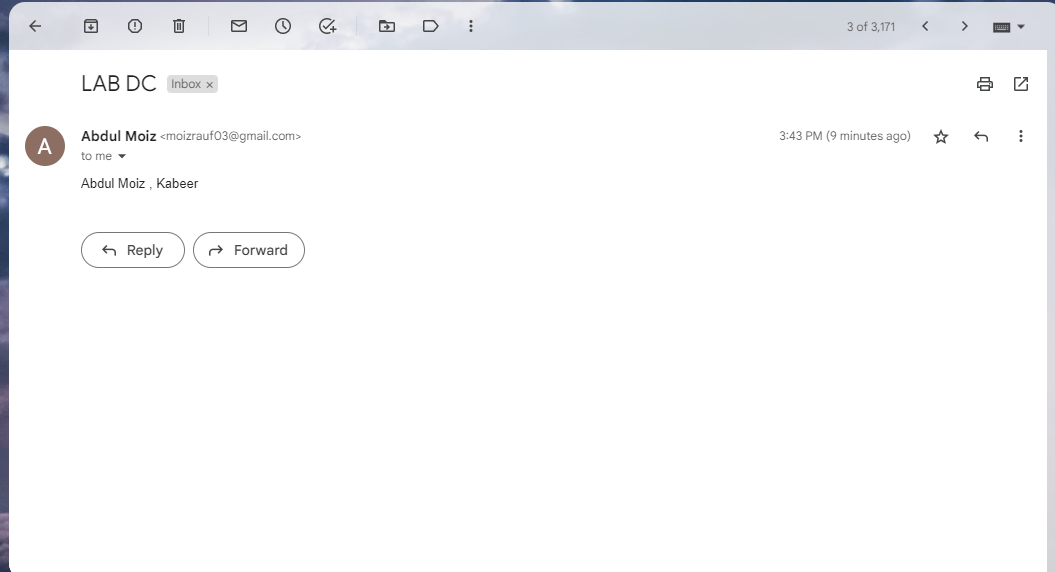 3 of 3,171
LAB DC Inbox ×
Abdul Moiz <moizrauf03@gmail.com> 3:43 PM (9 minutes ago)
to me
Abdul Moiz , Kabeer
Reply Forward
A